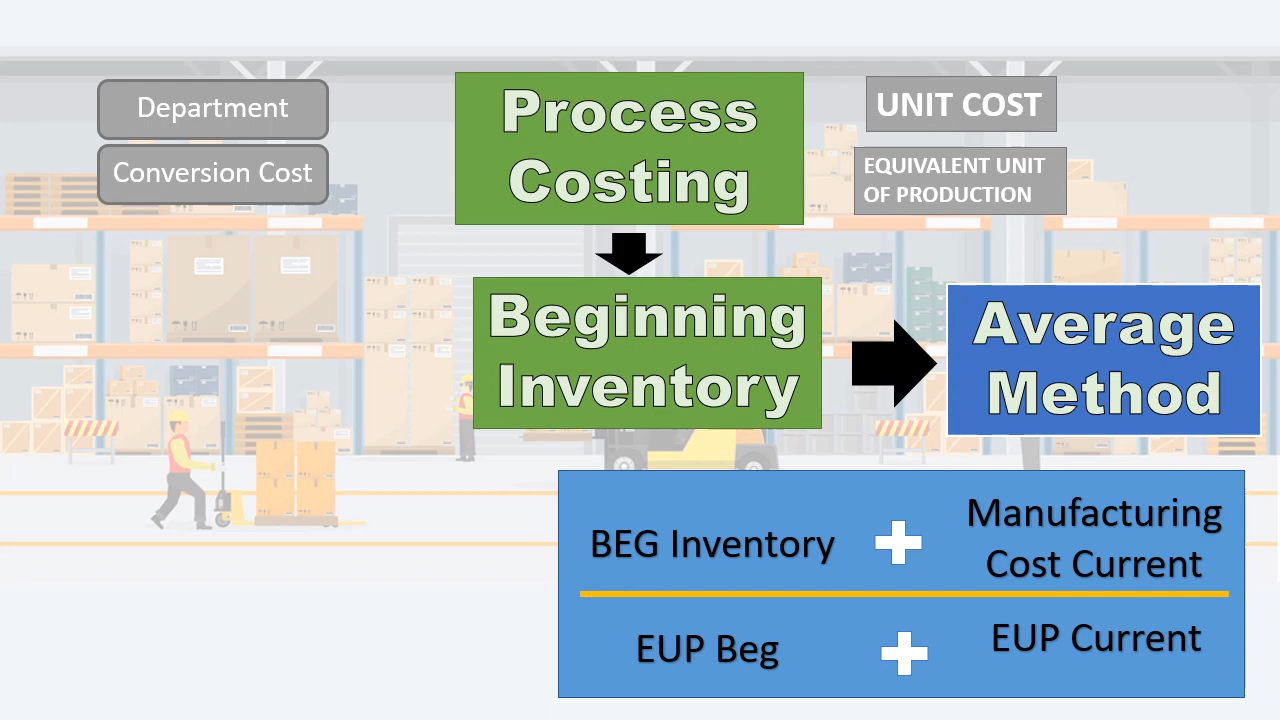 Department
Conversion Cost
Process
Costing
UNIT COST
EQUIVALENT UNIT
OF PRODUCTION
Beginning
Inventory
Average
Method
BEG Inventory
Manufacturing
Cost Current
EUP Beg
EUP Current